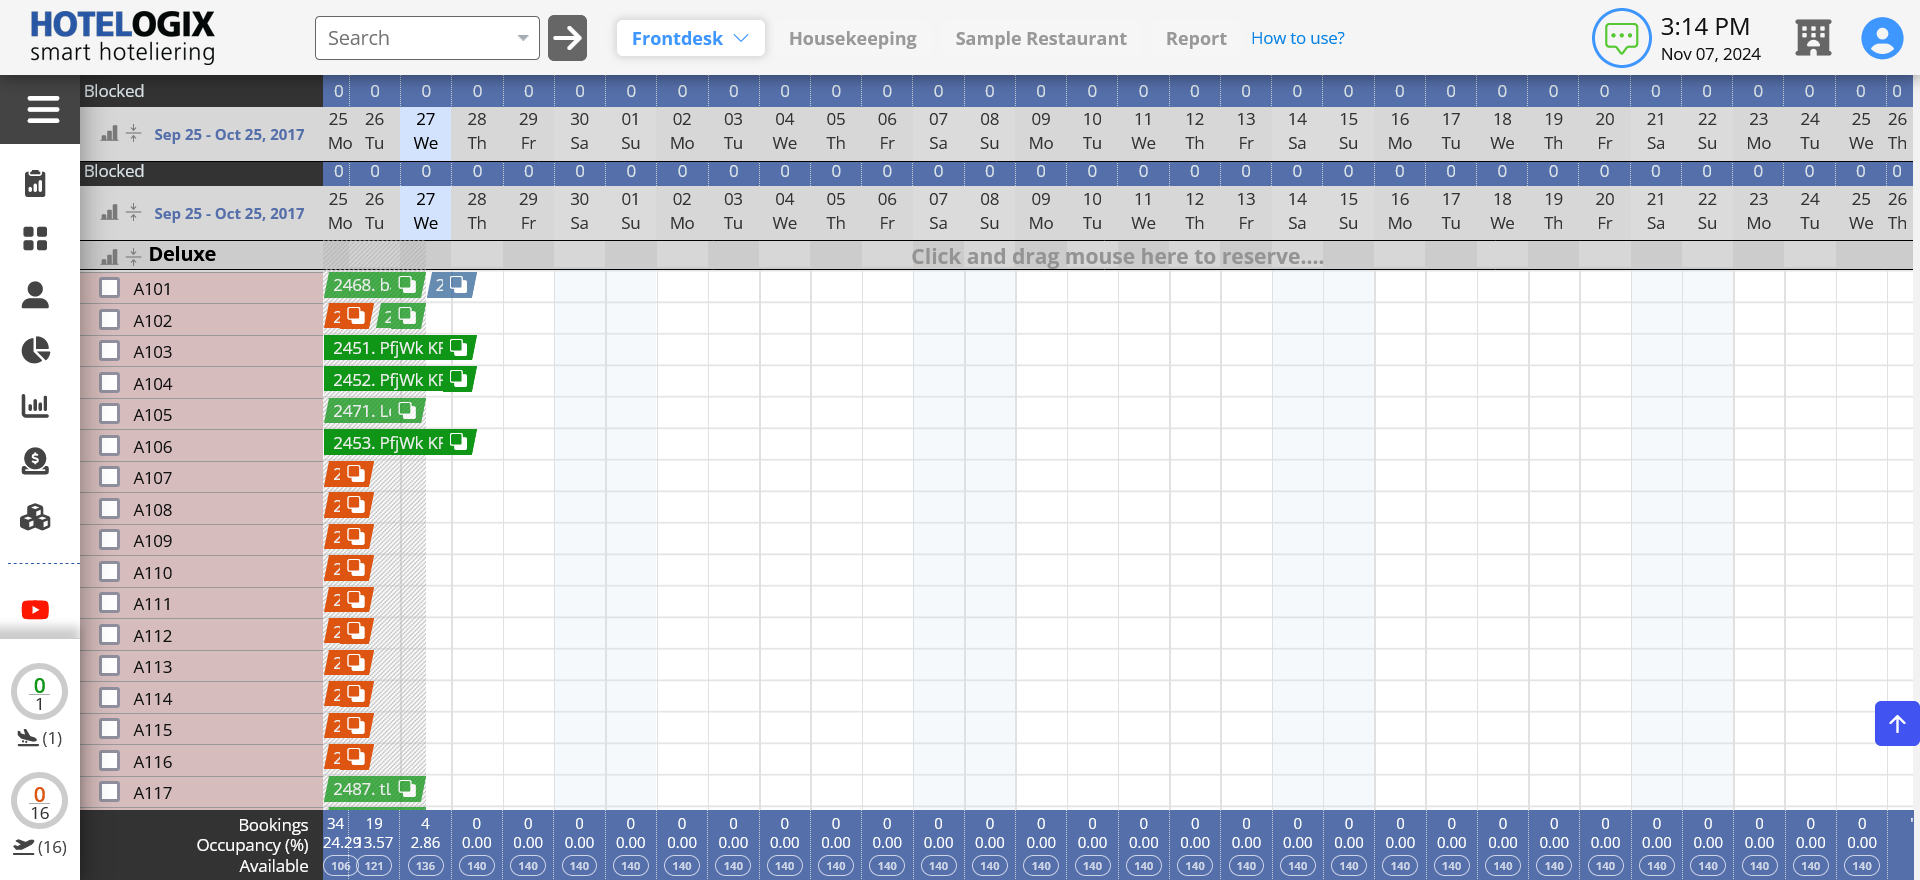 HOTELOGIX
smart hoteliering
Search
Frontdesk
Housekeeping
Sample Restaurant
Report
How to use?
3:14 PM
Nov 07, 2024
Blocked 0 0 0 0 0 0 0 0 0 0 0 0 0 0 0 0 0 0 0 0 0 0 0 0 0 0 0 0 0 0 0 0
25 26 27 28 29 30 01 02 03 04 05 06 07 08 09 10 11 12 13 14 15 16 17 18 19 20 21 22 23 24 25 26
Sep 25 - Oct 25, 2017
Mo Tu We Th Fr Sa Su Mo Tu We Th Fr Sa Su Mo Tu We Th Fr Sa Su Mo Tu We Th Fr Sa Su Mo Tu We Th
Blocked 0 0 0 0 0 0 0 0 0 0 0 0 0 0 0 0 0 0 0 0 0 0 0 0 0 0 0 0 0 0 0 0
25 26 27 28 29 30 01 02 03 04 05 06 07 08 09 10 11 12 13 14 15 16 17 18 19 20 21 22 23 24 25 26
Sep 25 - Oct 25, 2017
Mo Tu We Th Fr Sa Su Mo Tu We Th Fr Sa Su Mo Tu We Th Fr Sa Su Mo Tu We Th Fr Sa Su Mo Tu We Th
Deluxe
Click and drag mouse here to reserve....
A101 2468. b 2
A102 2 2
A103 2451. PfjWk
A104 2452. PfjWk
A105 2471.
A106 2453. PfjWk
A107 2
A108 2
A109 2
A110 2
A111 2
A112 2
A113 2
A114 2
A115 2
A116 2
A117 2487.
0
1
(1)
0
16
(16)
Bookings 34 19 4 0 0 0 0 0 0 0 0 0 0 0 0 0 0 0 0 0 0 0 0 0 0 0 0 0 0 0 0
Occupancy (%) 24.29 13.57 2.86 0.00 0.00 0.00 0.00 0.00 0.00 0.00 0.00 0.00 0.00 0.00 0.00 0.00 0.00 0.00 0.00 0.00 0.00 0.00 0.00 0.00 0.00 0.00 0.00 0.00 0.00 0.00 0.00
Available 106 121 136 140 140 140 140 140 140 140 140 140 140 140 140 140 140 140 140 140 140 140 140 140 140 140 140 140 140 140 140